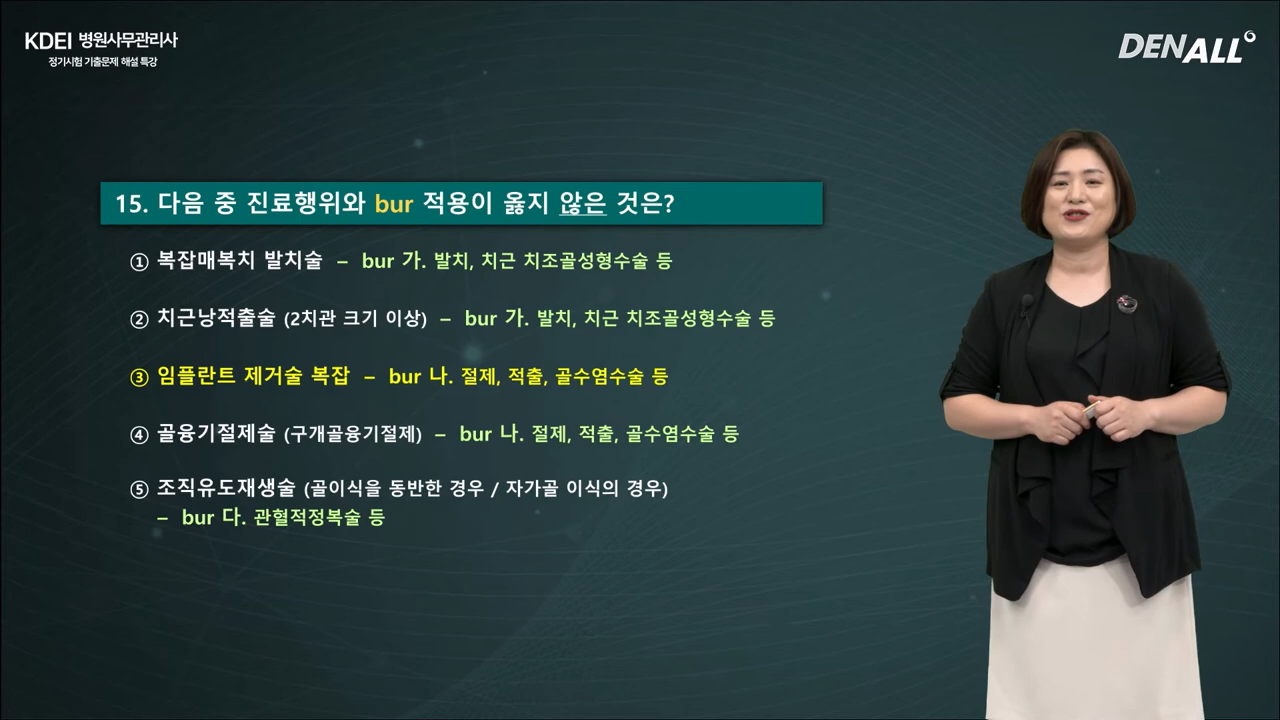 KDEI 병원사무관리사
정기시험 기출문제 해설 특강
DENALL
15. 다음 중 진료행위와 bur 적용이 옳지 않은 것은?
① 복잡매복치 발치술 – bur 가. 발치, 치근 치조골성형수술 등
② 치근낭적출술 (2치관 크기 이상) – bur 가. 발치, 치근 치조골성형수술 등
③ 임플란트 제거술 복잡 – bur 나. 절제, 적출, 골수염수술 등
④ 골융기절제술 (구개골융기절제) – bur 나. 절제, 적출, 골수염수술 등
⑤ 조직유도재생술 (골이식을 동반한 경우 / 자가골 이식의 경우)
– bur 다. 관혈적정복술 등